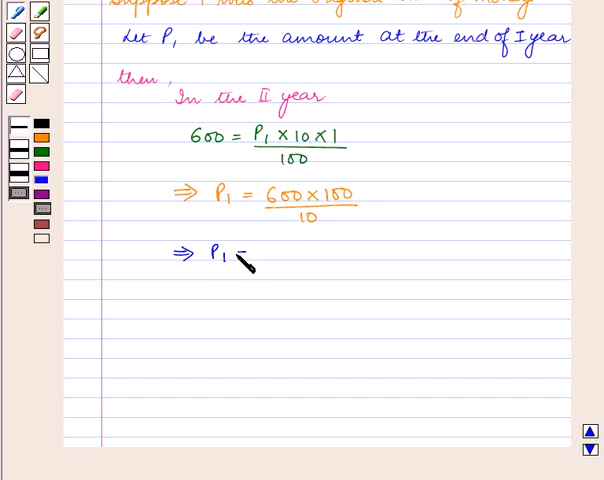 Let P₁ be the amount at the end of I year
then,
In the II year
600 = P₁ × 10 × 1 / 100
⇒ P₁ = 600 × 100 / 10
⇒ P₁ =